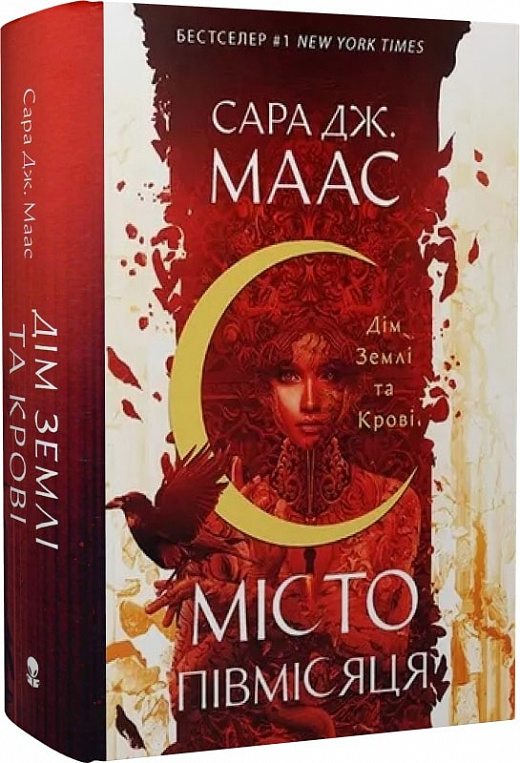 БЕСТСЕЛЕР #1 NEW YORK TIMES
САРА ДЖ.
МААС
Дім
Землі
та
Крові
МІСТО
ПІВМІСЯЦЯ
Сара Дж. Маас
ДІМ ЗЕМЛІ
ТА КРОВІ